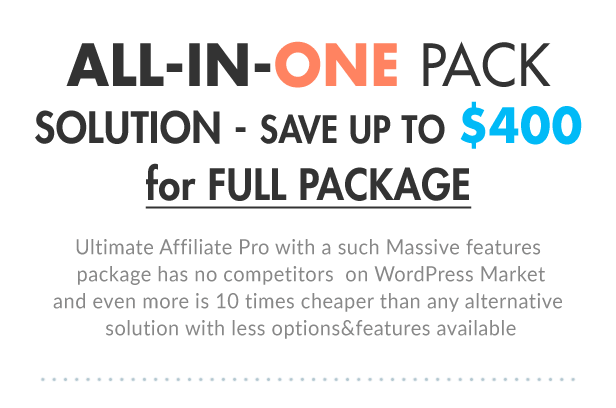 ALL-IN-ONE PACK
SOLUTION - SAVE UP TO $400
for FULL PACKAGE
Ultimate Affiliate Pro with a such Massive features
package has no competitors on WordPress Market
and even more is 10 times cheaper than any alternative
solution with less options&features available